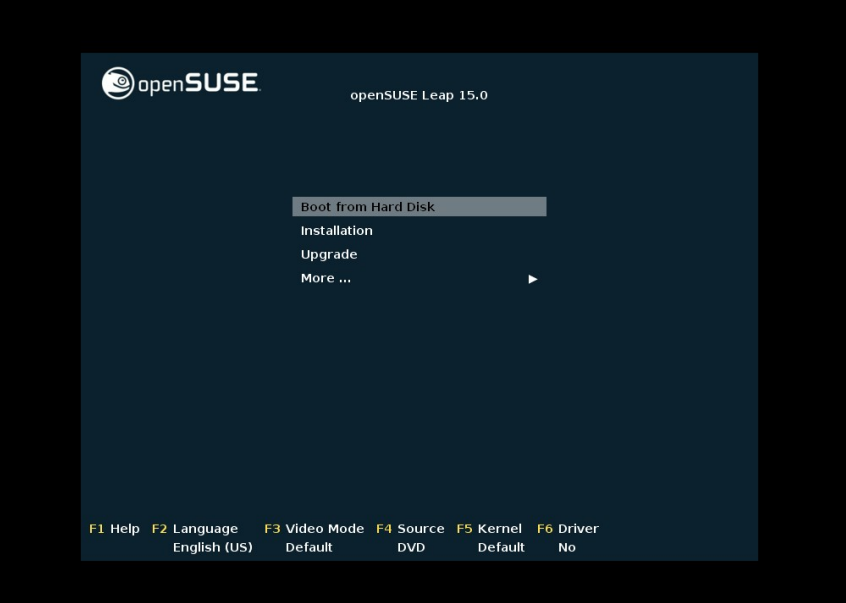 openSUSE.
openSUSE Leap 15.0
Boot from Hard Disk
Installation
Upgrade
More ...
F1 Help F2 Language F3 Video Mode F4 Source F5 Kernel F6 Driver
English (US) Default DVD Default No